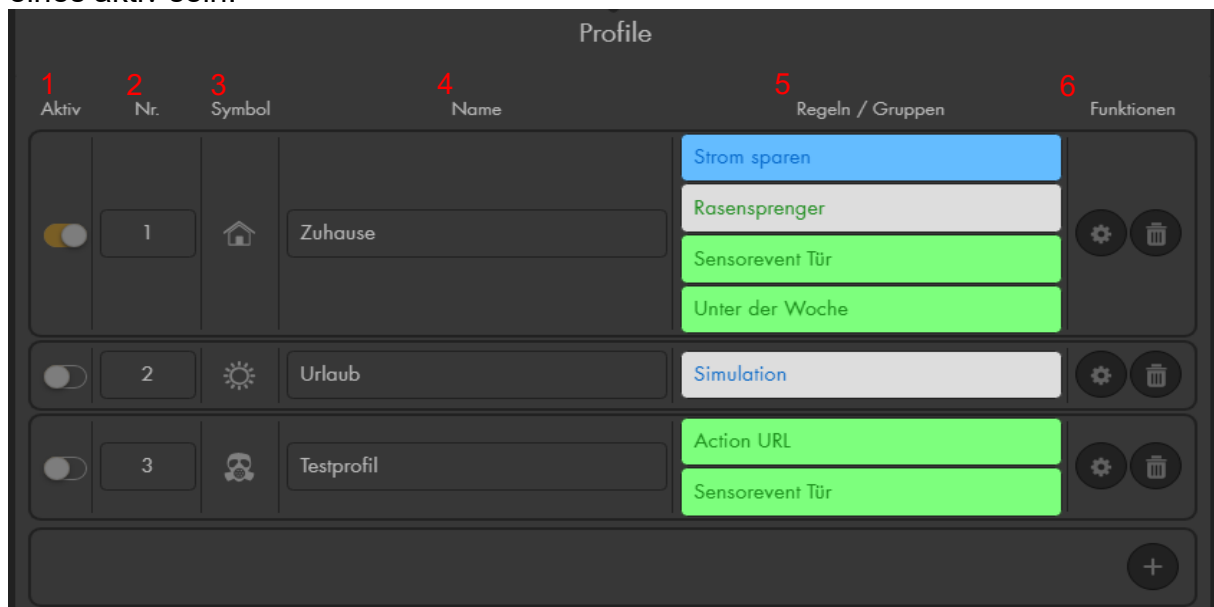 Profile
1 2 3 4 5 6
Aktiv Nr. Symbol Name Regeln / Gruppen Funktionen
Strom sparen
Rasensprenger
1 Zuhause
Sensorevent Tür
Unter der Woche
2 Urlaub Simulation
Action URL
3 Testprofil
Sensorevent Tür